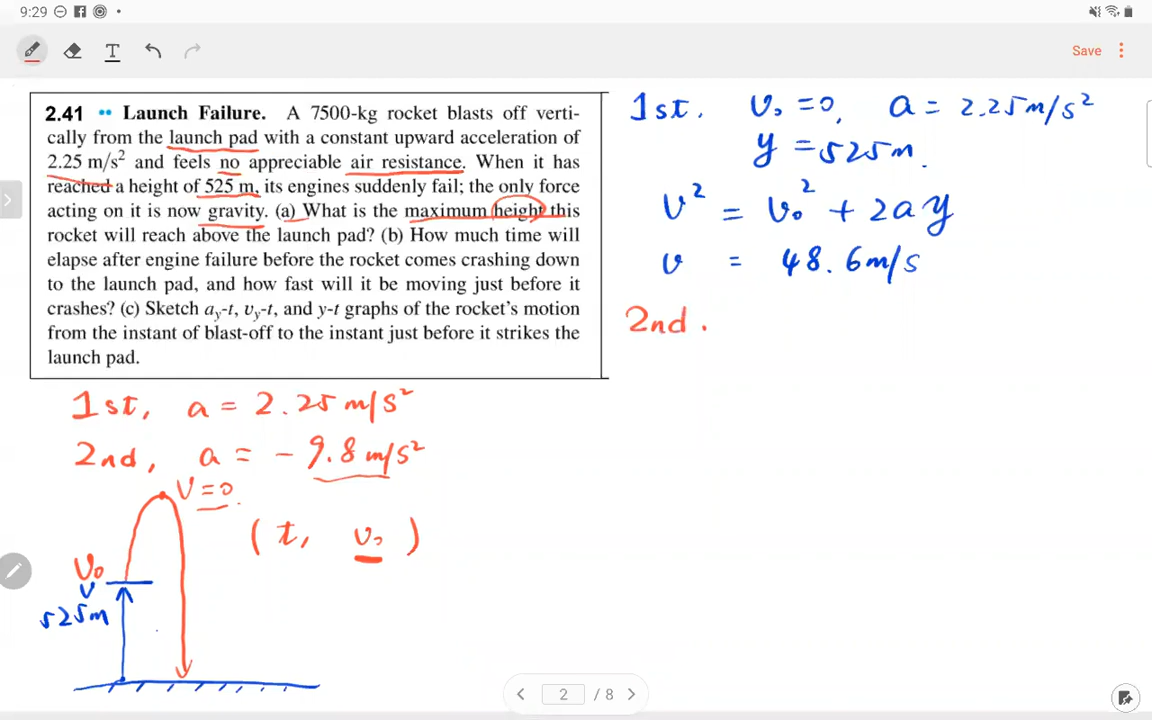 9:29
Save
2.41 •• Launch Failure. A 7500-kg rocket blasts off verti-
cally from the launch pad with a constant upward acceleration of
2.25 m/s² and feels no appreciable air resistance. When it has
reached a height of 525 m, its engines suddenly fail; the only force
acting on it is now gravity. (a) What is the maximum height this
rocket will reach above the launch pad? (b) How much time will
elapse after engine failure before the rocket comes crashing down
to the launch pad, and how fast will it be moving just before it
crashes? (c) Sketch a_y-t, v_y-t, and y-t graphs of the rocket's motion
from the instant of blast-off to the instant just before it strikes the
launch pad.
1st, a = 2.25 m/s²
2nd, a = - 9.8 m/s²
v=0
(t, v₀)
v₀
v
525m
1st. v₀ = 0, a = 2.25m/s²
y = 525m.
v² = v₀² + 2ay
v = 48.6m/s
2nd.
2 / 8